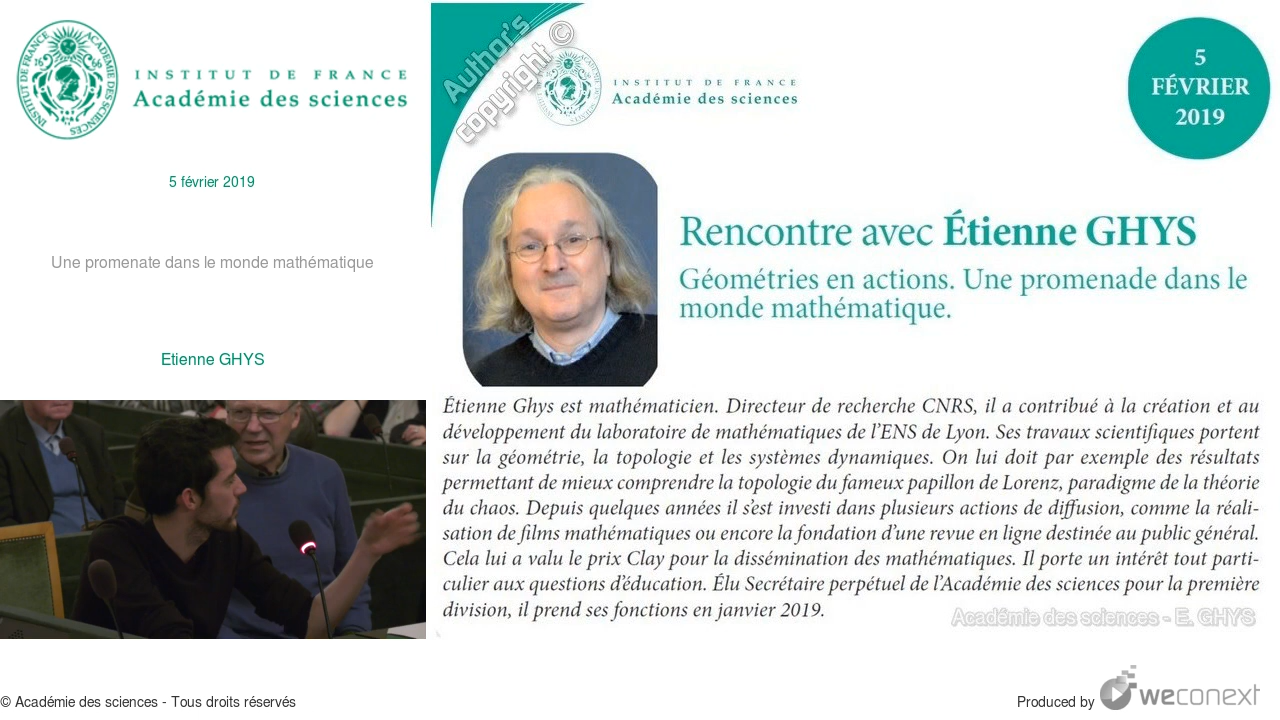 INSTITUT DE FRANCE
Académie des sciences
5 février 2019
Une promenate dans le monde mathématique
Etienne GHYS
© Académie des sciences - Tous droits réservés
Author's
copyright ©
INSTITUT DE FRANCE
Académie des sciences
5
FÉVRIER
2019
Rencontre avec Étienne GHYS
Géométries en actions. Une promenade dans le
monde mathématique.
Étienne Ghys est mathématicien. Directeur de recherche CNRS, il a contribué à la création et au
développement du laboratoire de mathématiques de l'ENS de Lyon. Ses travaux scientifiques portent
sur la géométrie, la topologie et les systèmes dynamiques. On lui doit par exemple des résultats
permettant de mieux comprendre la topologie du fameux papillon de Lorenz, paradigme de la théorie
du chaos. Depuis quelques années il s'est investi dans plusieurs actions de diffusion, comme la réali-
sation de films mathématiques ou encore la fondation d'une revue en ligne destinée au public général.
Cela lui a valu le prix Clay pour la dissémination des mathématiques. Il porte un intérêt tout parti-
culier aux questions d'éducation. Élu Secrétaire perpétuel de l'Académie des sciences pour la première
division, il prend ses fonctions en janvier 2019.
Académie des sciences - E. GHYS
Produced by weconext